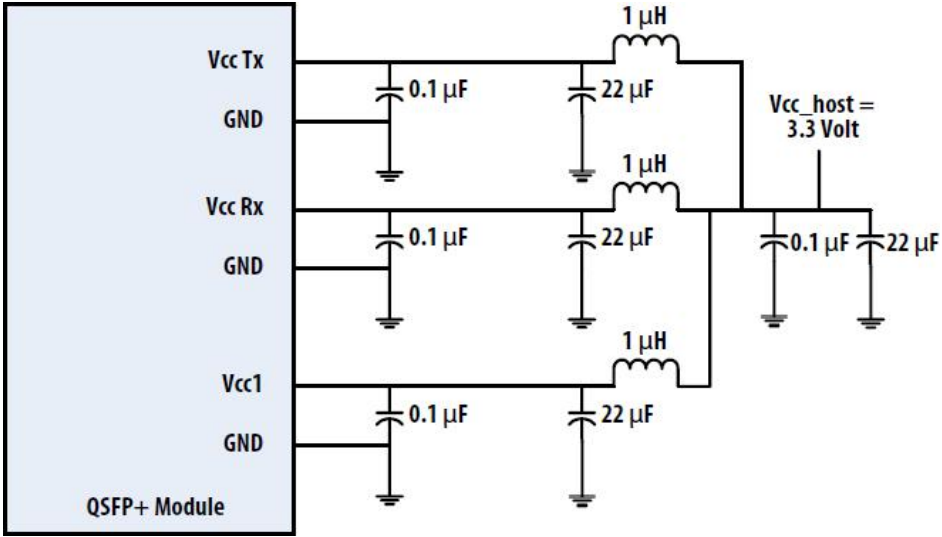 1 μH
Vcc Tx
0.1 μF
22 μF
Vcc_host =
3.3 Volt
GND
1 μH
Vcc Rx
0.1 μF
22 μF
0.1 μF
22 μF
GND
1 μH
Vcc1
0.1 μF
22 μF
GND
QSFP+ Module